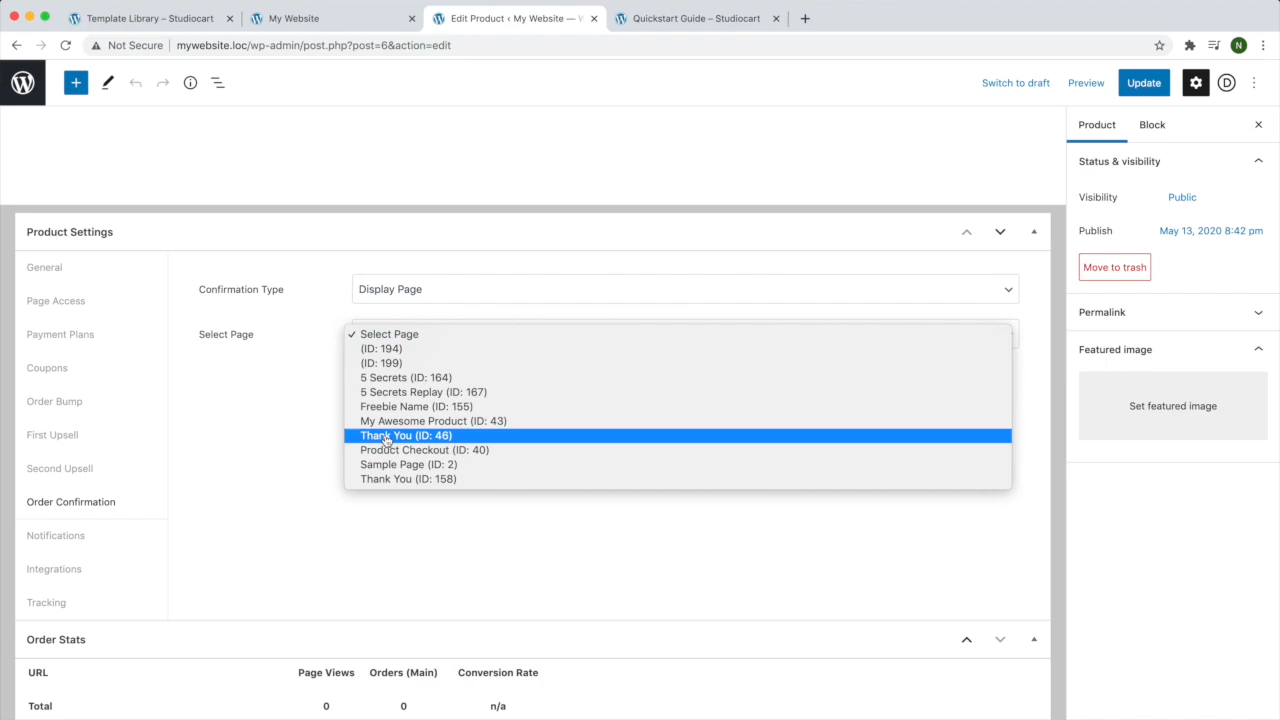 Template Library – Studiocart
My Website
Edit Product ‹ My Website — W
Quickstart Guide – Studiocart
Not Secure
mywebsite.loc/wp-admin/post.php?post=6&action=edit
N
Switch to draft
Preview
Update
Product
Block
Status & visibility
Visibility
Public
Publish
May 13, 2020 8:42 pm
Move to trash
Permalink
Featured image
Set featured image
Product Settings
General
Page Access
Payment Plans
Coupons
Order Bump
First Upsell
Second Upsell
Order Confirmation
Notifications
Integrations
Tracking
Confirmation Type
Display Page
Select Page
✓ Select Page
(ID: 194)
(ID: 199)
5 Secrets (ID: 164)
5 Secrets Replay (ID: 167)
Freebie Name (ID: 155)
My Awesome Product (ID: 43)
Thank You (ID: 46)
Product Checkout (ID: 40)
Sample Page (ID: 2)
Thank You (ID: 158)
Order Stats
URL Page Views Orders (Main) Conversion Rate
Total 0 0 n/a